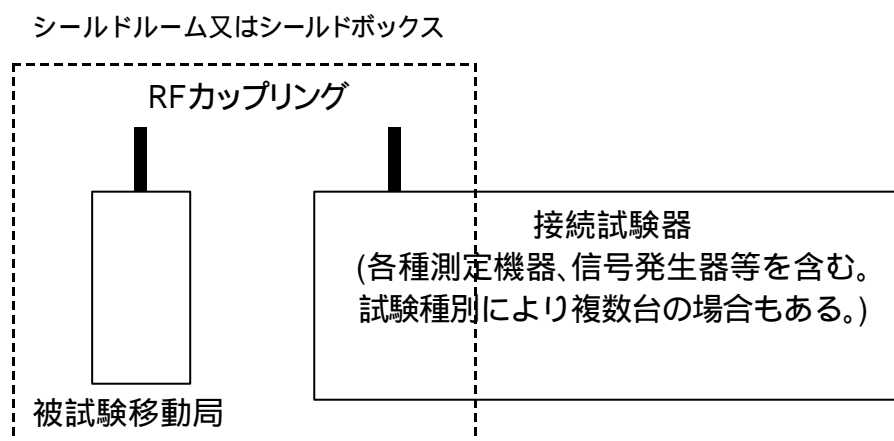 シールドルーム又はシールドボックス
RFカップリング
接続試験器
(各種測定機器、信号発生器等を含む。
試験種別により複数台の場合もある。)
被試験移動局